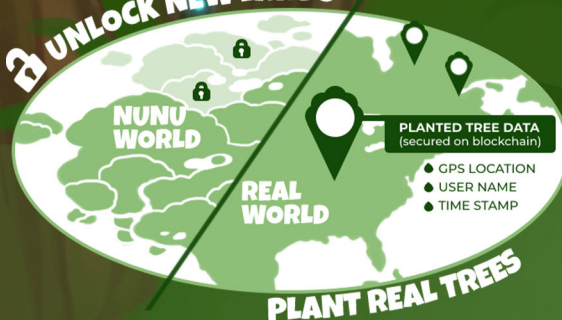 UNLOCK NEW
NUNU
WORLD
REAL
WORLD
PLANTED TREE DATA
(secured on blockchain)
GPS LOCATION
USER NAME
TIME STAMP
PLANT REAL TREES